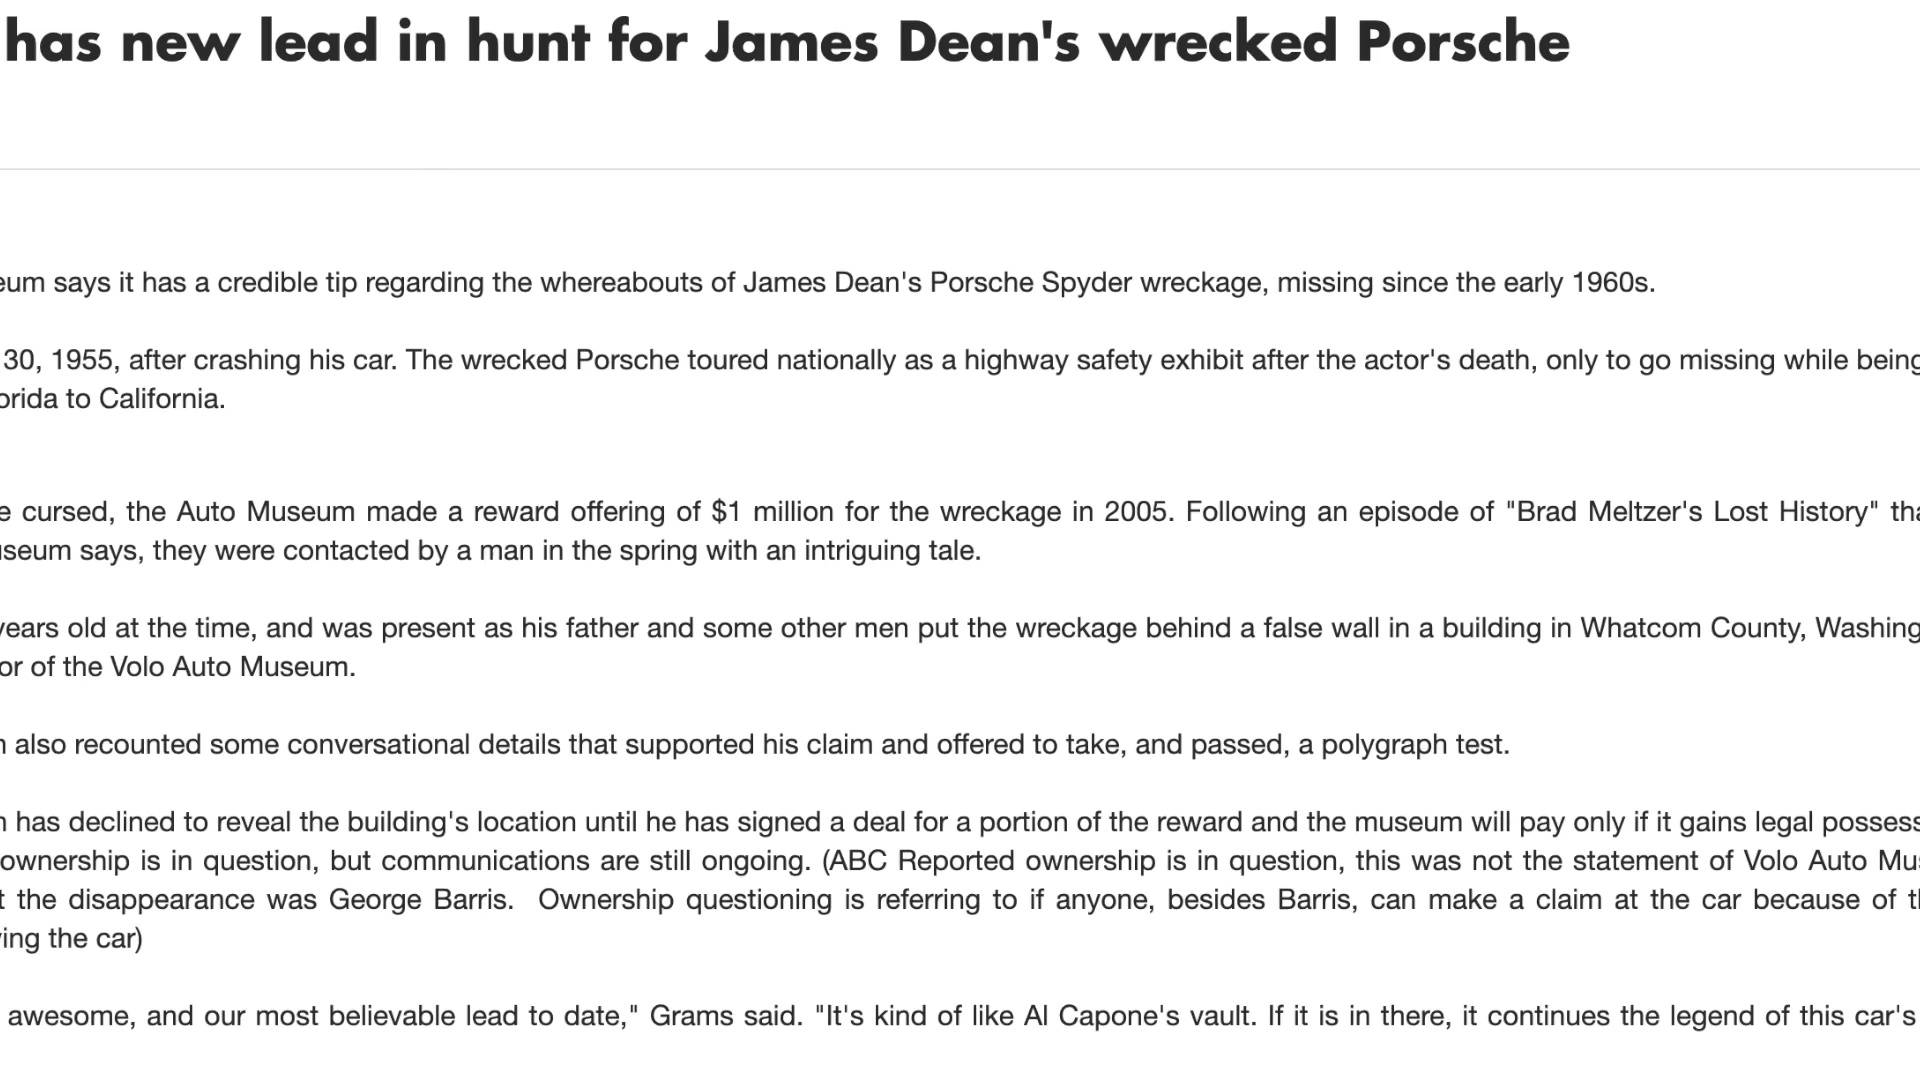 has new lead in hunt for James Dean's wrecked Porsche
eum says it has a credible tip regarding the whereabouts of James Dean's Porsche Spyder wreckage, missing since the early 1960s.
30, 1955, after crashing his car. The wrecked Porsche toured nationally as a highway safety exhibit after the actor's death, only to go missing while being
orida to California.
e cursed, the Auto Museum made a reward offering of $1 million for the wreckage in 2005. Following an episode of "Brad Meltzer's Lost History" tha
useum says, they were contacted by a man in the spring with an intriguing tale.
years old at the time, and was present as his father and some other men put the wreckage behind a false wall in a building in Whatcom County, Washing
or of the Volo Auto Museum.
n also recounted some conversational details that supported his claim and offered to take, and passed, a polygraph test.
n has declined to reveal the building's location until he has signed a deal for a portion of the reward and the museum will pay only if it gains legal possess
ownership is in question, but communications are still ongoing. (ABC Reported ownership is in question, this was not the statement of Volo Auto Mus
t the disappearance was George Barris. Ownership questioning is referring to if anyone, besides Barris, can make a claim at the car because of th
ving the car)
awesome, and our most believable lead to date," Grams said. "It's kind of like Al Capone's vault. If it is in there, it continues the legend of this car's